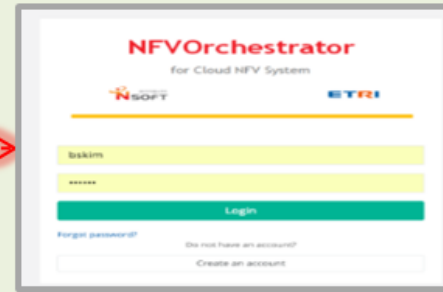 NFVOrchestrator
for Cloud NFV System
NSOFT
ETRI
bskim
••••••
Login
Forgot password?
Do not have an account?
Create an account